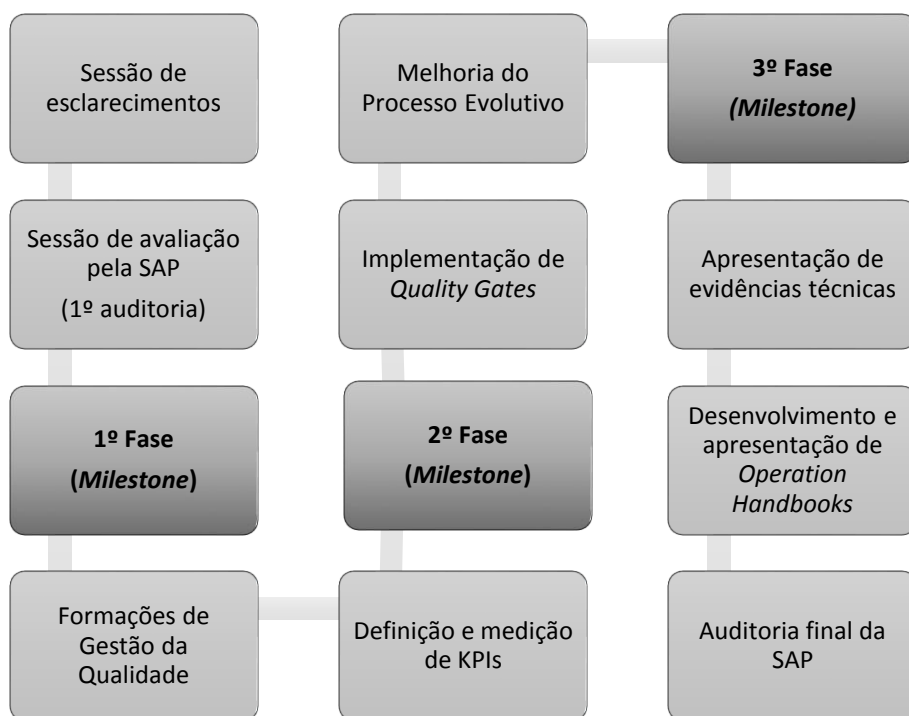 Sessão de
esclarecimentos
Sessão de avaliação
pela SAP
(1º auditoria)
1º Fase
(Milestone)
Formações de
Gestão da
Qualidade
Definição e medição
de KPIs
2º Fase
(Milestone)
Implementação de
Quality Gates
Melhoria do
Processo Evolutivo
3º Fase
(Milestone)
Apresentação de
evidências técnicas
Desenvolvimento e
apresentação de
Operation
Handbooks
Auditoria final da
SAP